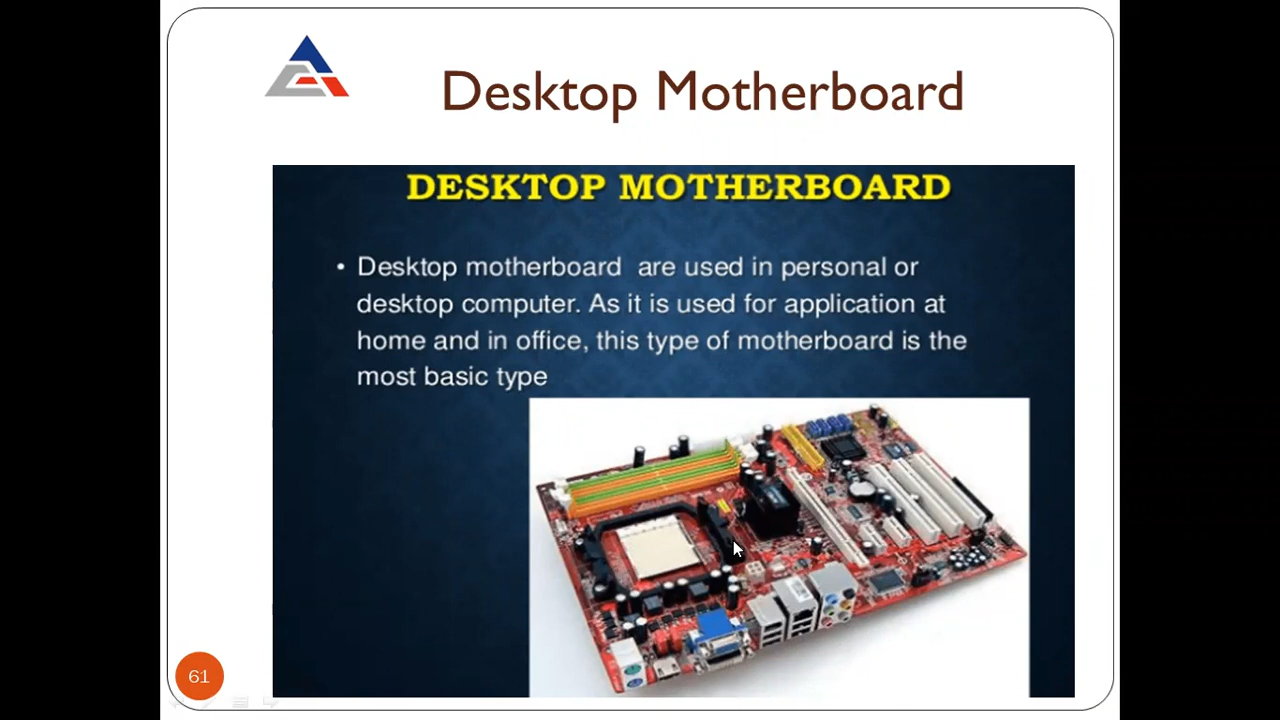 Desktop Motherboard
DESKTOP MOTHERBOARD
• Desktop motherboard are used in personal or
desktop computer. As it is used for application at
home and in office, this type of motherboard is the
most basic type
61